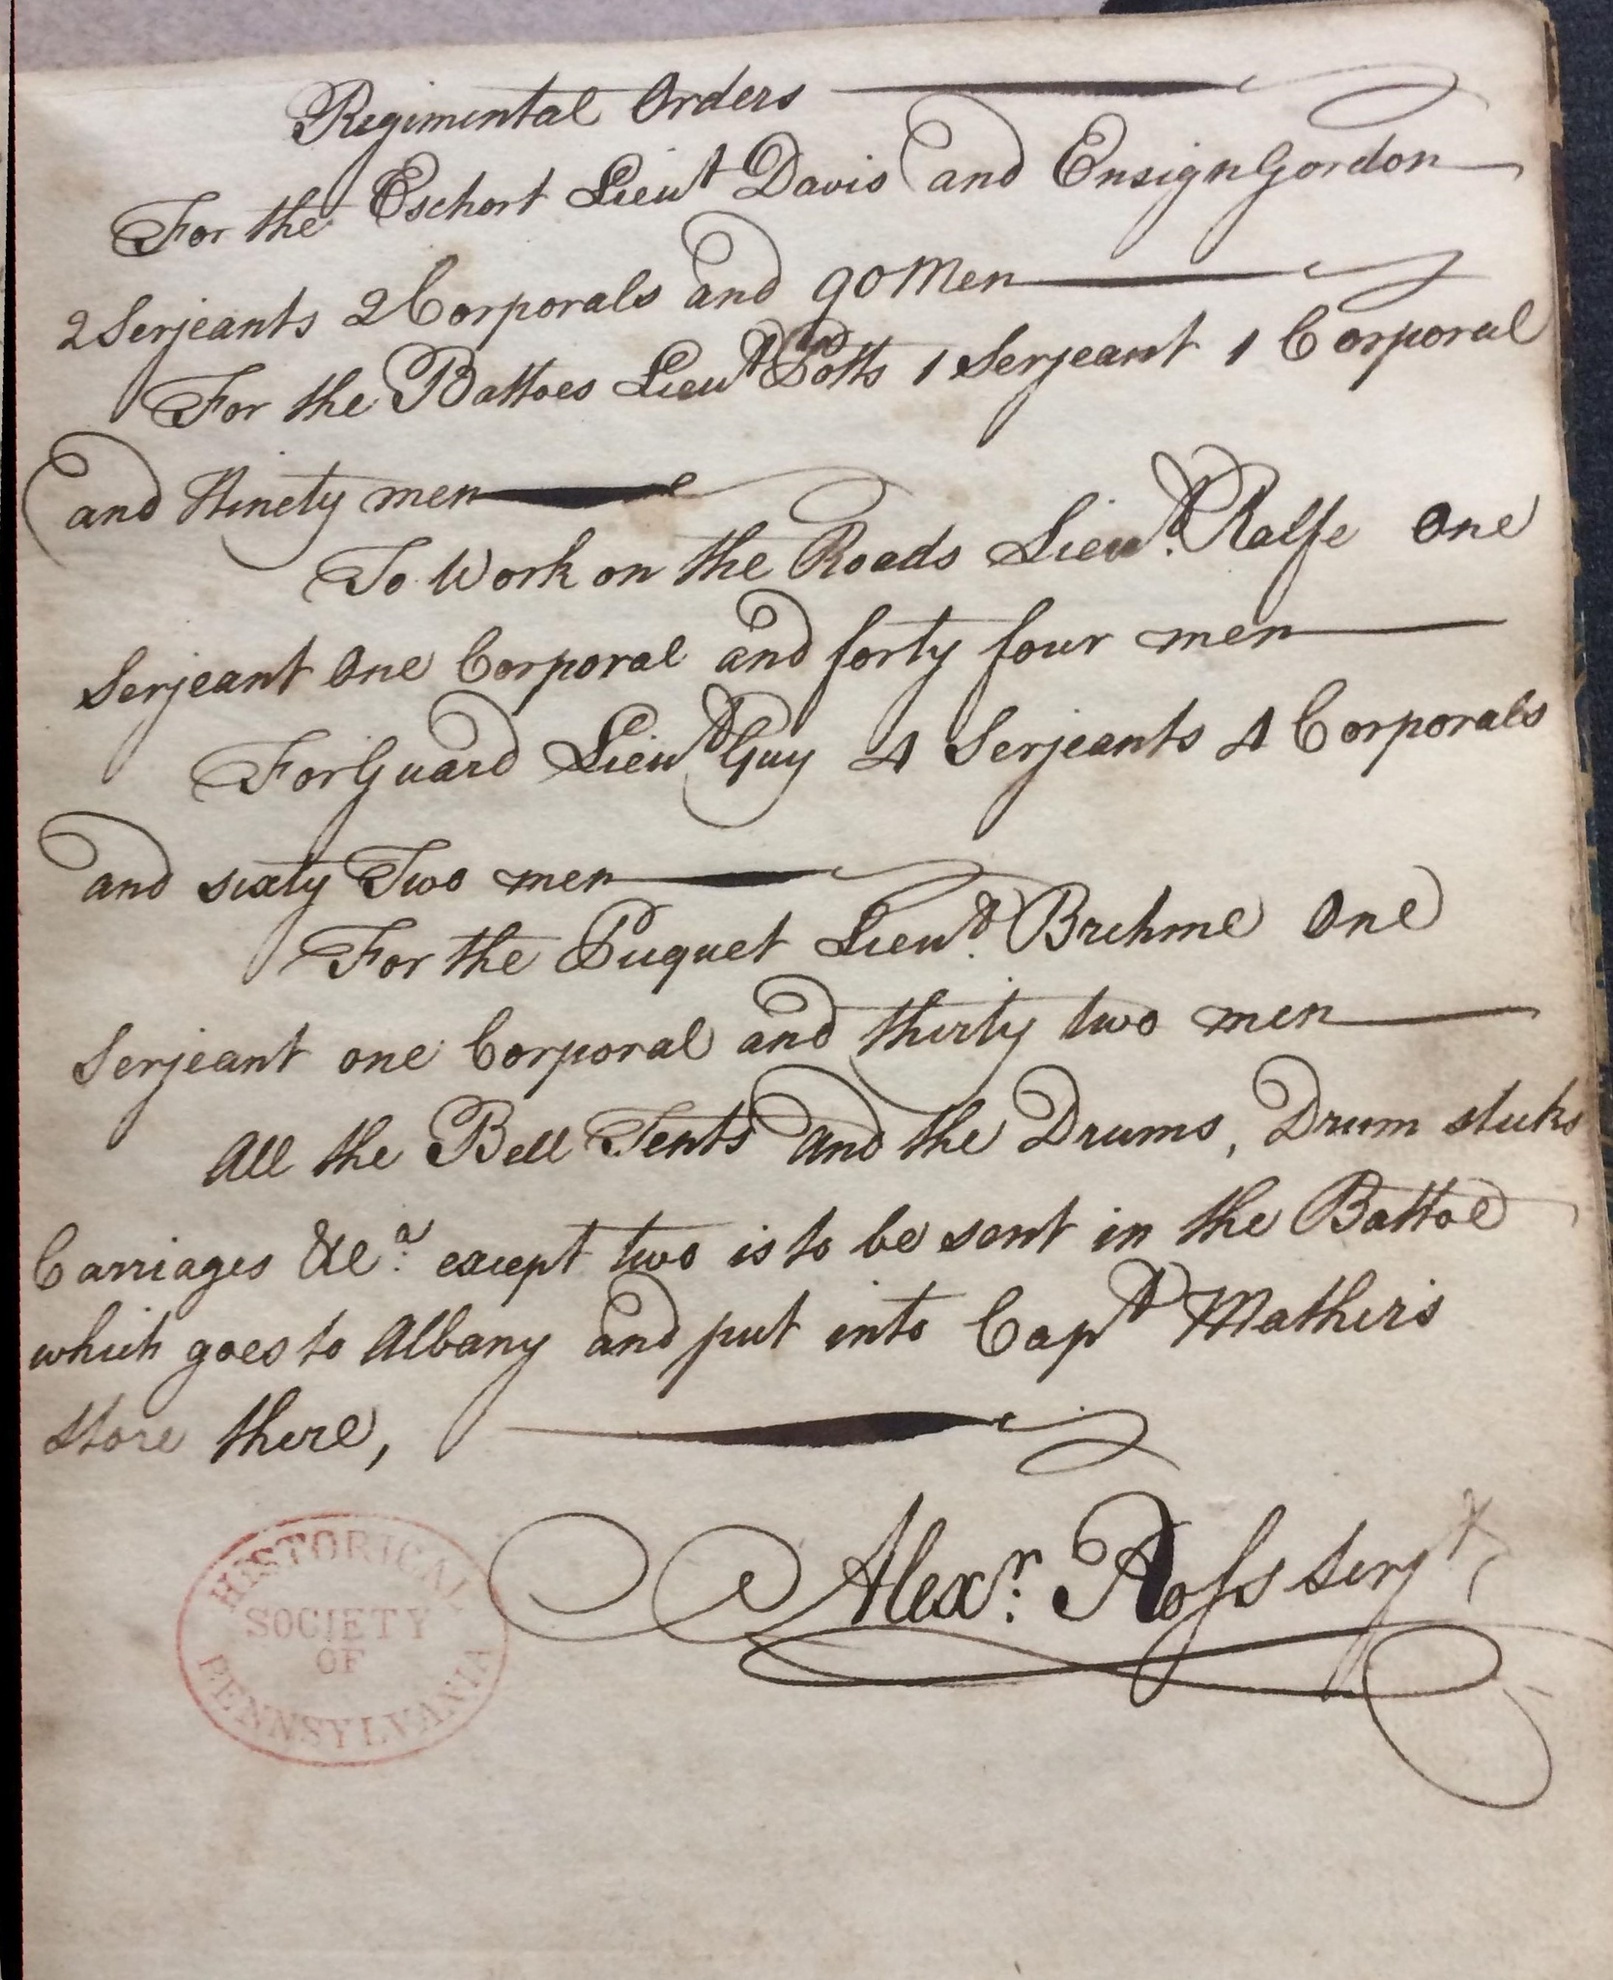 Regimental Orders
For the Eschort Lieut Davis and Ensign Gordon
2 Serjeants 2 Corporals and 90 Men
For the Battoes Lieut Potts 1 Serjeant 1 Corporal
and Ninety men
To Work on the Roads Lieut. Ralfe One
Serjeant One Corporal and forty four men
For Guard Lieut Guy 4 Serjeants 4 Corporals
and sixty Two men
For the Picquet Lieut. Brehme One
Serjeant one Corporal and thirty two men
All the Bell Tents and the Drums, Drum sticks
Carriages &c.a except two is to be sent in the Battoe
which goes to Albany and put into Capt Mathers
store there,
Alexr. Ross Serjt
HISTORICAL
SOCIETY
OF
PENNSYLVANIA